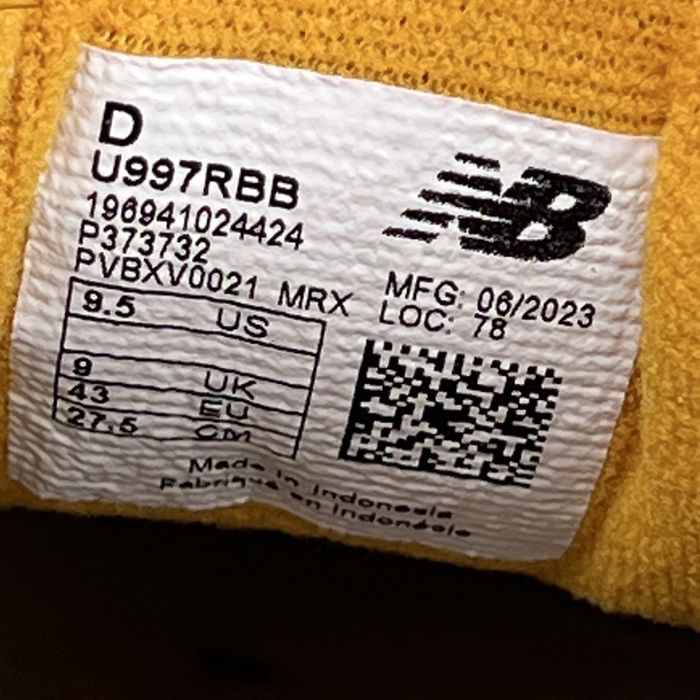 D
U997RBB
196941024424
P373732
PVBXV0021 MRX
9.5 US
9 UK
43 EU
27.5 CM
NB
MFG: 06/2023
LOC: 78
Made in Indonesia
Fabriqué en Indonésie